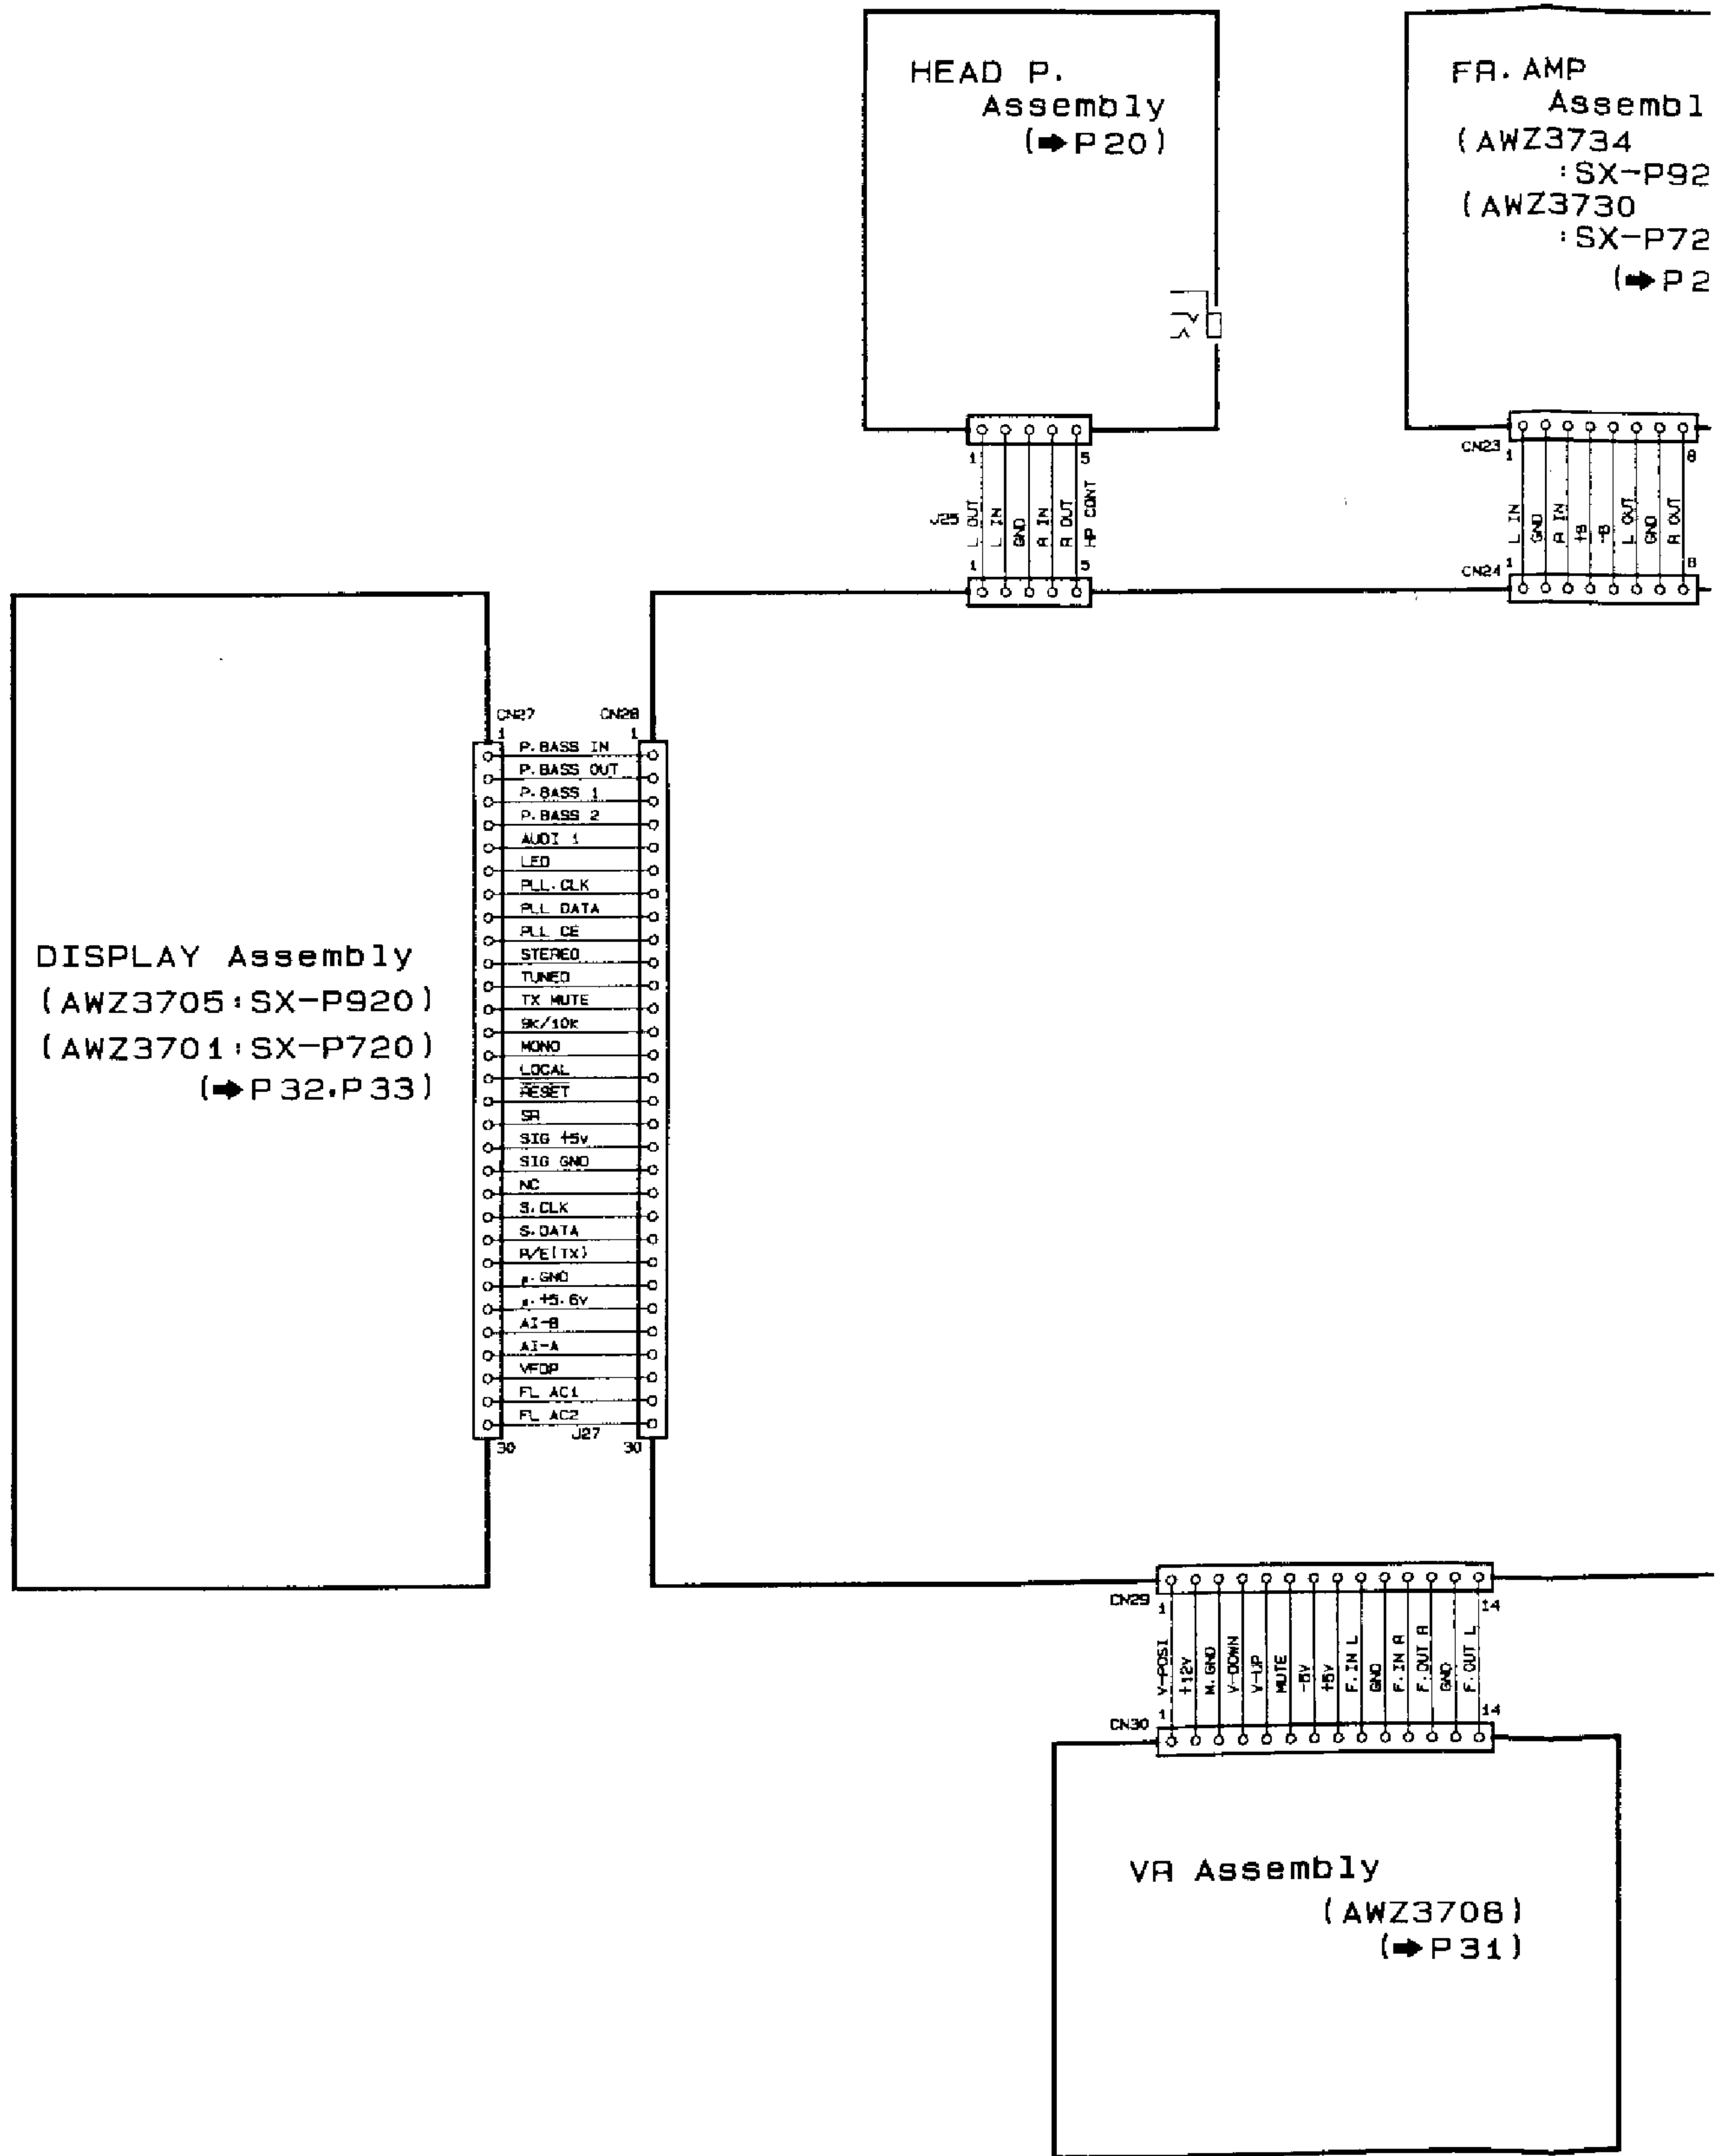 HEAD P.
Assembly
(➡P20)
FR. AMP
Assembl
(AWZ3734
:SX-P92
(AWZ3730
:SX-P72
(➡P2
1 5
J25
L OUT
L IN
GND
R IN
R OUT
HP CONT
1 5
CN23
1 8
L IN
GND
R IN
+B
-B
L OUT
GND
R OUT
CN24
1 8
CN27 CN28
1 1
P.BASS IN
P.BASS OUT
P.BASS 1
P.BASS 2
AUDI 1
LED
PLL.CLK
PLL DATA
PLL CE
STEREO
TUNED
TX MUTE
9K/10K
MONO
LOCAL
RESET
SR
SIG +5V
SIG GND
NC
S.CLK
S.DATA
R/E(TX)
μ.GND
μ.+5.6V
AI-B
AI-A
VFDP
FL AC1
FL AC2
J27
30 30
DISPLAY Assembly
(AWZ3705:SX-P920)
(AWZ3701:SX-P720)
(➡P32,P33)
CN29
1 14
V-POSI
+12V
M.GND
V-DOWN
V-UP
MUTE
-5V
+5V
F.IN L
GND
F.IN R
F.OUT R
GND
F.OUT L
CN30
1 14
VR Assembly
(AWZ3708)
(➡P31)